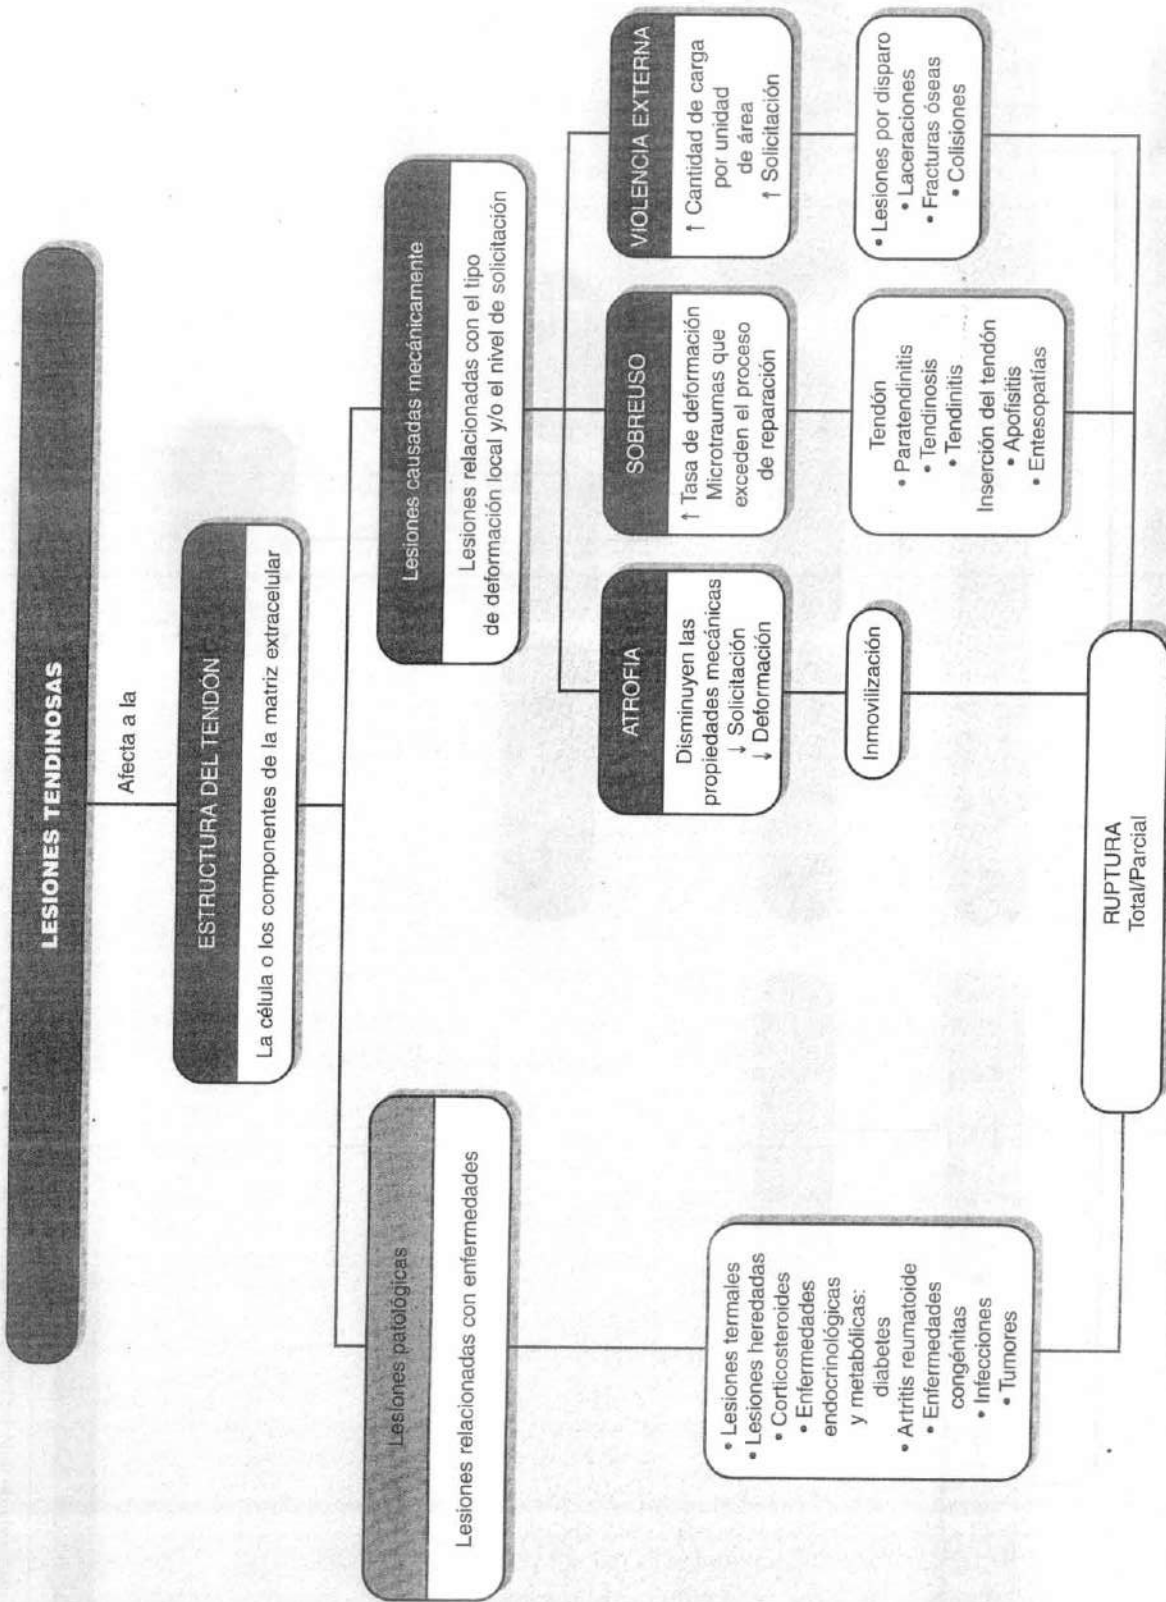 LESIONES TENDINOSAS
Afecta a la
ESTRUCTURA DEL TENDÓN
La célula o los componentes de la matriz extracelular
Lesiones patológicas
Lesiones relacionadas con enfermedades
• Lesiones termales
• Lesiones heredadas
• Corticosteroides
• Enfermedades
endocrinológicas
y metabólicas:
diabetes
• Artritis reumatoide
• Enfermedades
congénitas
• Infecciones
• Tumores
Lesiones causadas mecánicamente
Lesiones relacionadas con el tipo
de deformación local y/o el nivel de solicitación
ATROFIA
Disminuyen las
propiedades mecánicas
↓ Solicitación
↓ Deformación
Inmovilización
SOBREUSO
↑ Tasa de deformación
Microtraumas que
exceden el proceso
de reparación
Tendón
• Paratendinitis
• Tendinosis
• Tendinitis
Inserción del tendón
• Apofisitis
• Entesopatías
VIOLENCIA EXTERNA
↑ Cantidad de carga
por unidad
de área
↑ Solicitación
• Lesiones por disparo
• Laceraciones
• Fracturas óseas
• Colisiones
RUPTURA
Total/Parcial